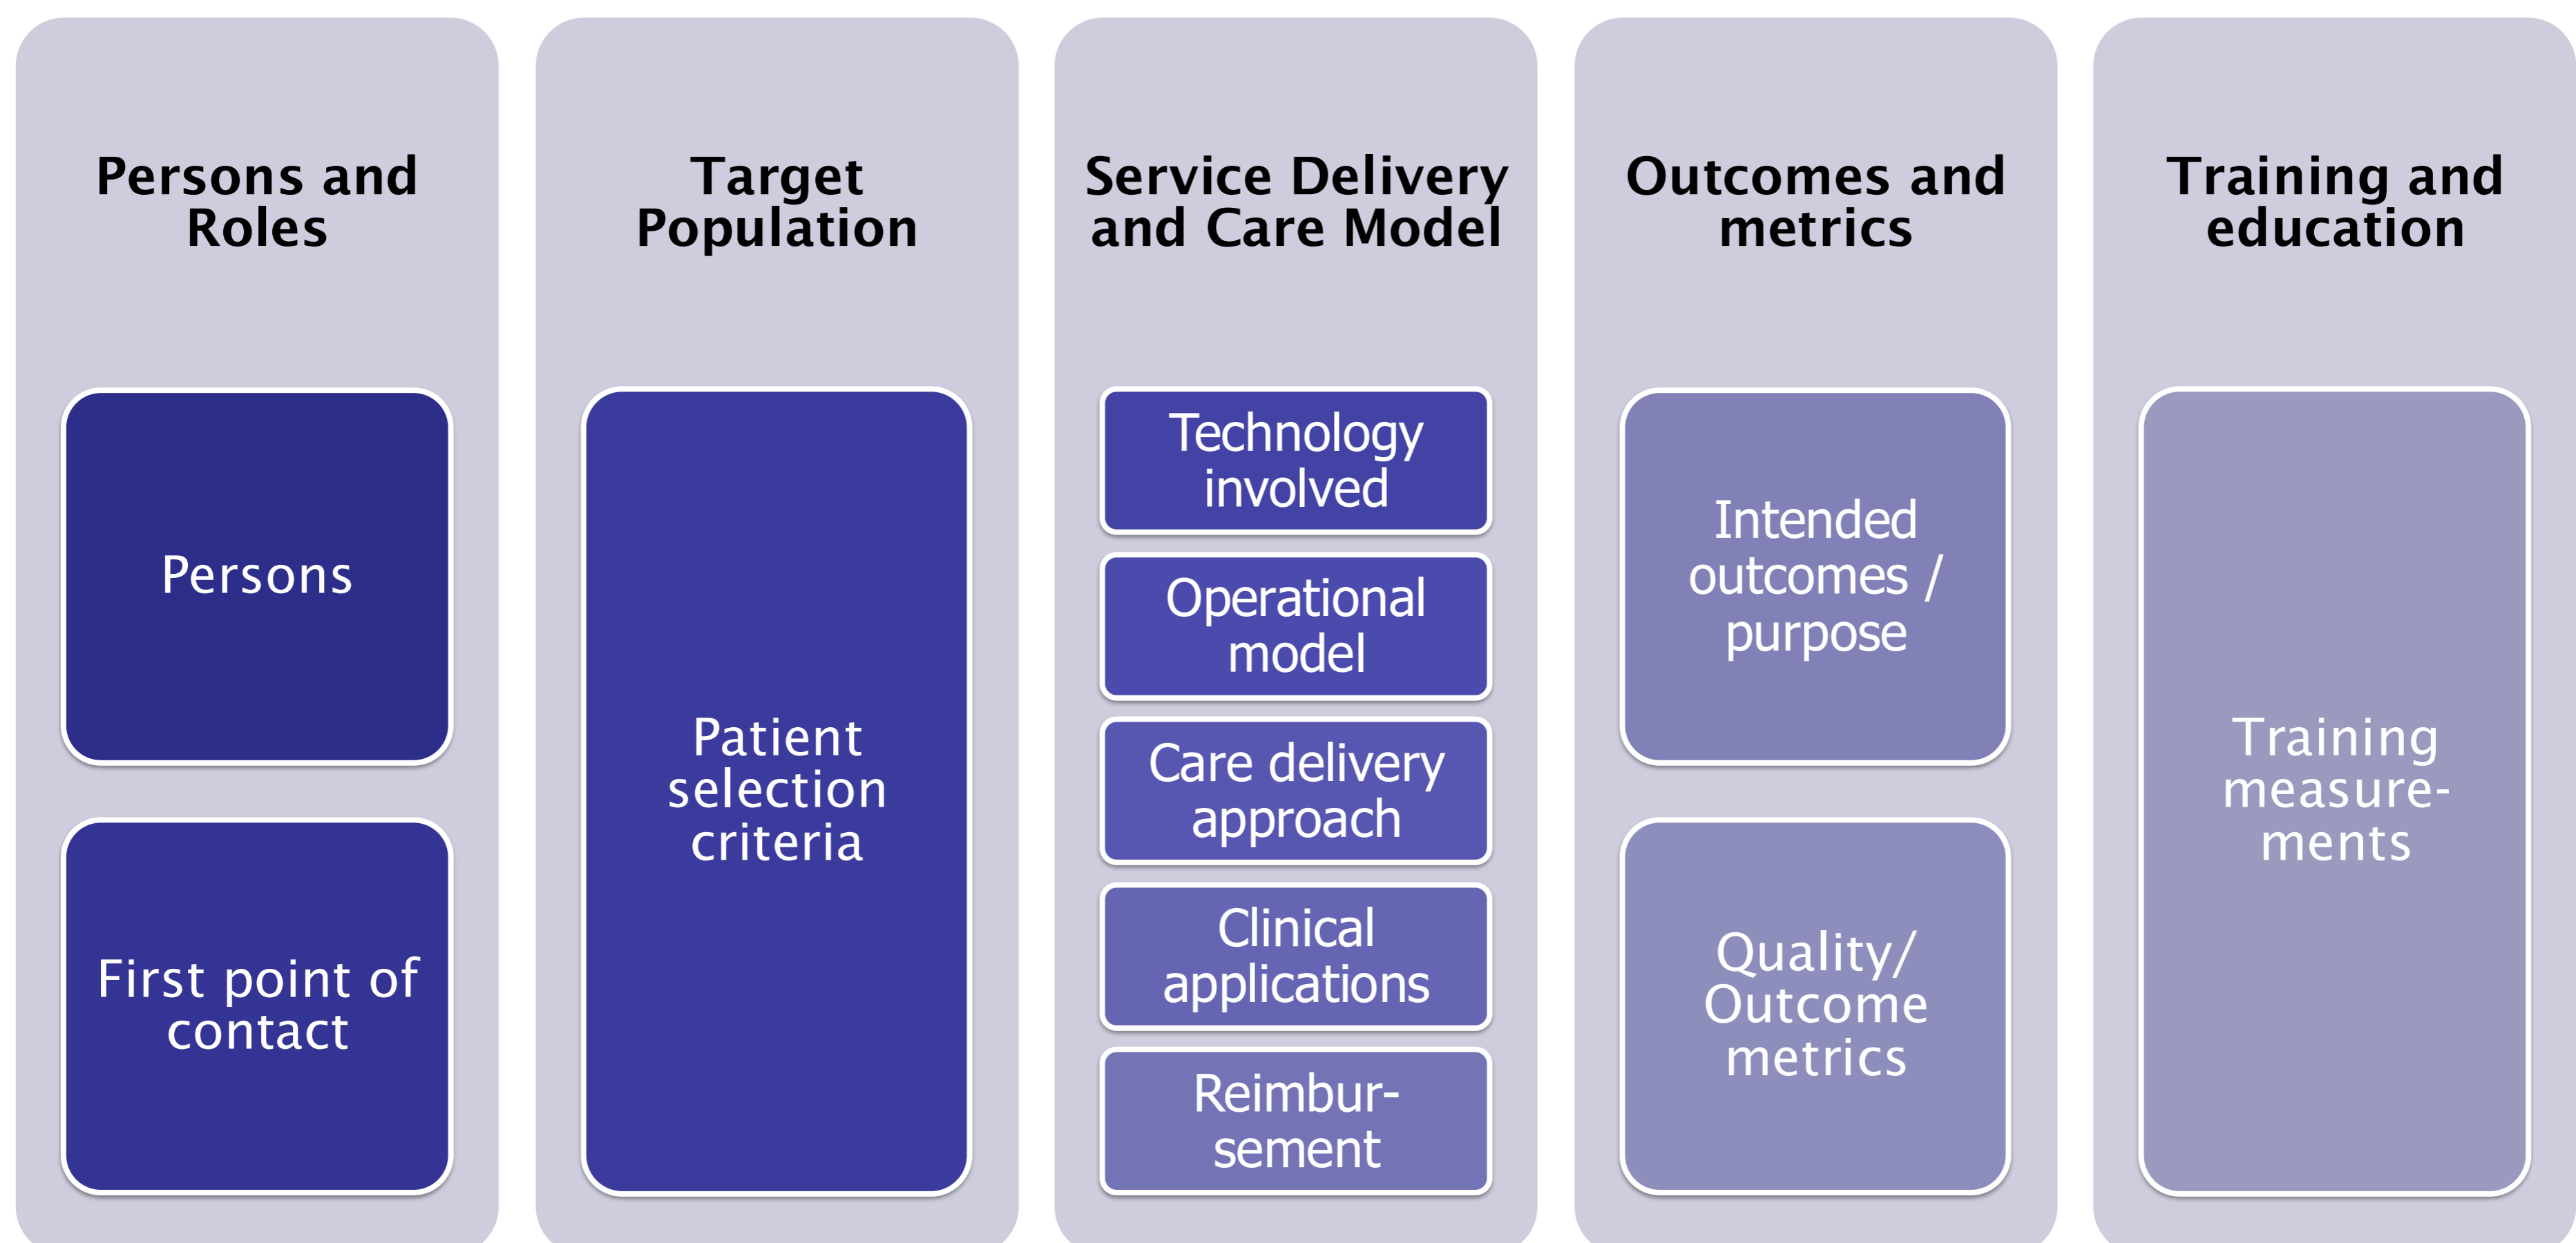 Persons and
Roles
Persons
First point of
contact
Target
Population
Patient
selection
criteria
Service Delivery
and Care Model
Technology
involved
Operational
model
Care delivery
approach
Clinical
applications
Reimbur-
sement
Outcomes and
metrics
Intended
outcomes /
purpose
Quality/
Outcome
metrics
Training and
education
Training
measure-
ments